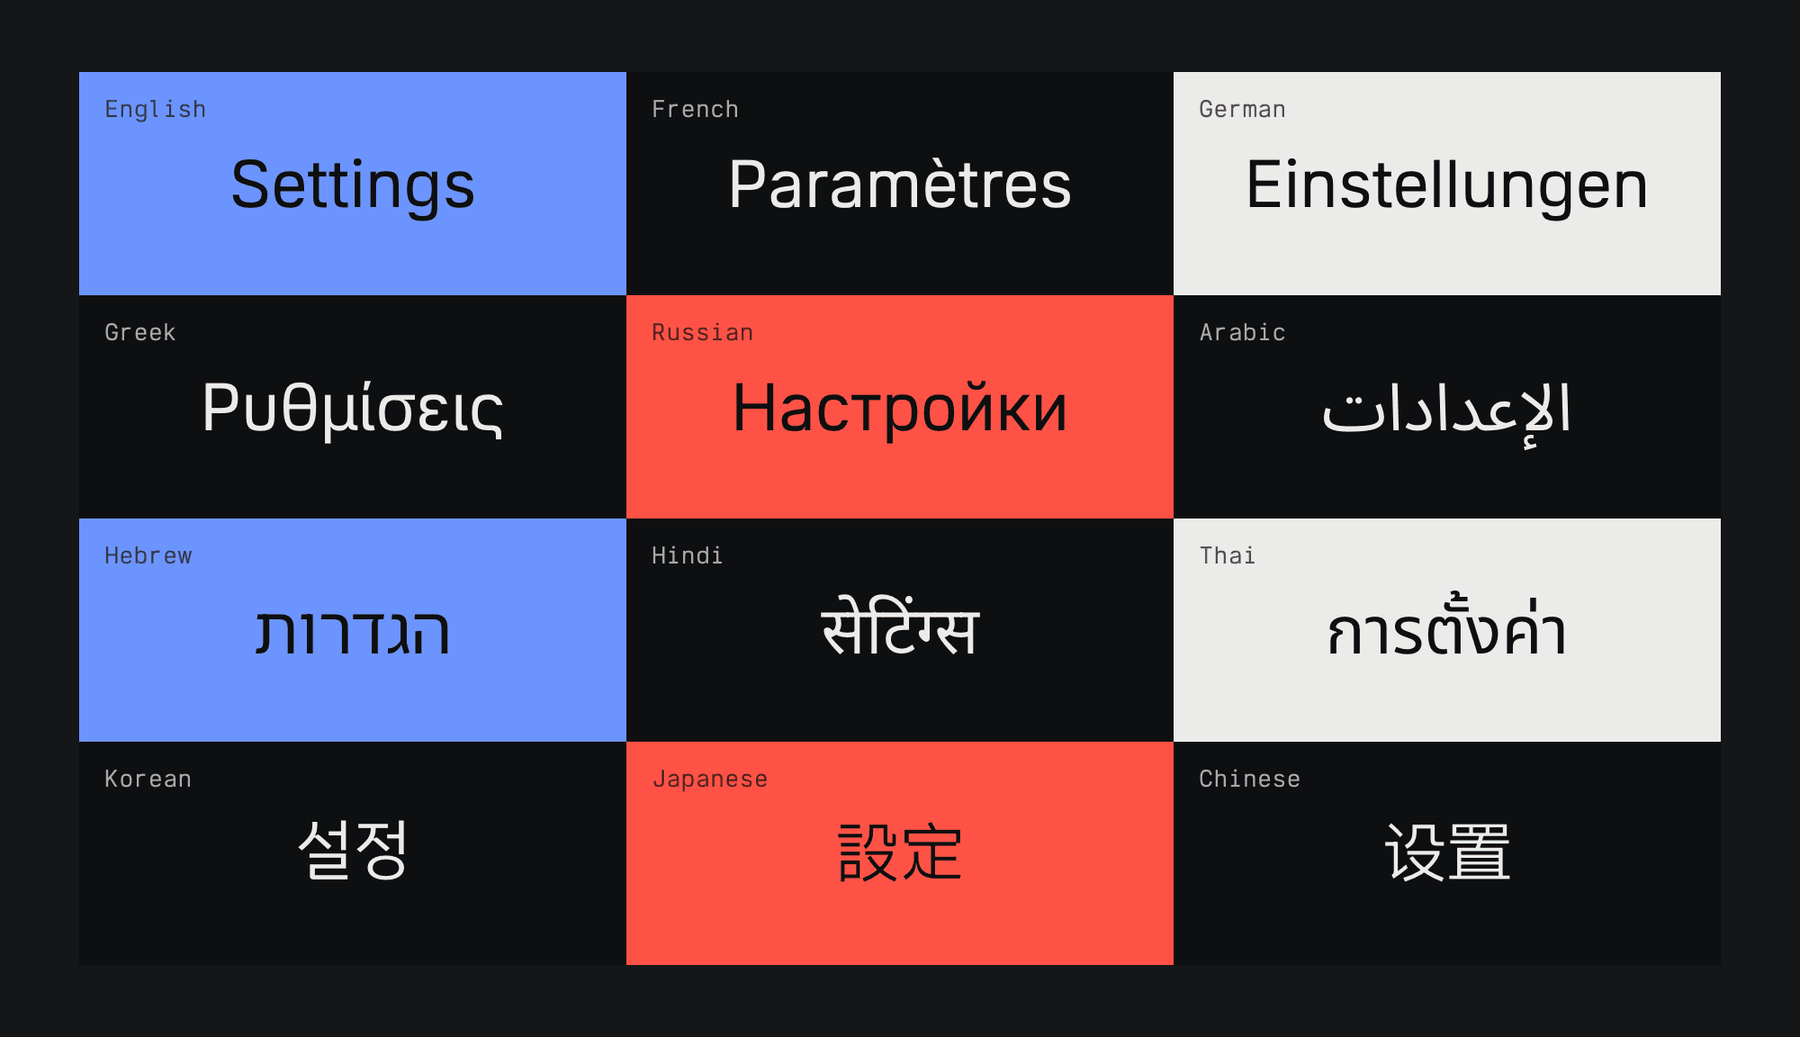 English
Settings
French
Paramètres
German
Einstellungen
Greek
Ρυθμίσεις
Russian
Настройки
Arabic
الإعدادات
Hebrew
הגדרות
Hindi
सेटिंग्स
Thai
การตั้งค่า
Korean
설정
Japanese
設定
Chinese
设置